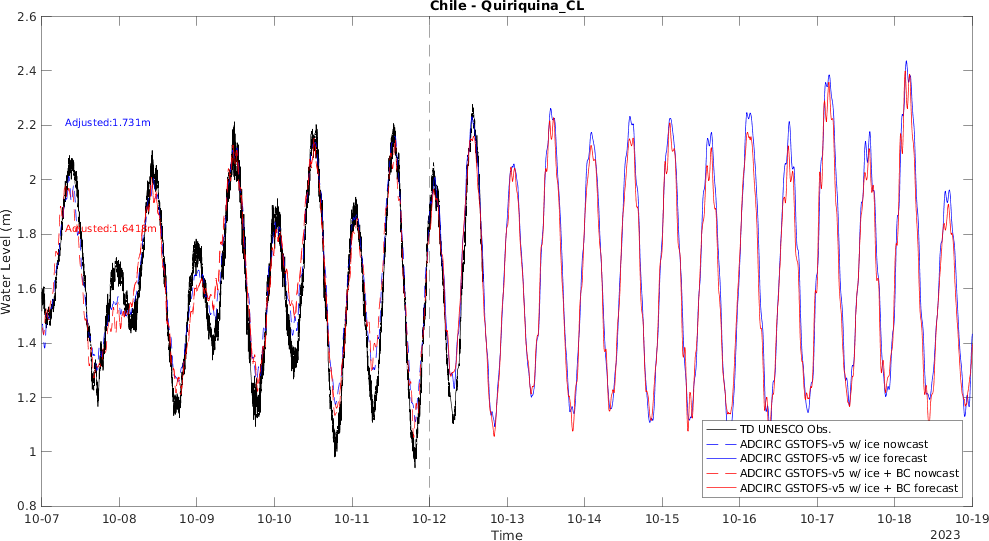 Chile - Quiriquina_CL
2.6
2.4
2.2
2
1.8
1.6
1.4
1.2
1
0.8
Water Level (m)
Adjusted:1.731m
Adjusted:1.6418m
TD UNESCO Obs.
ADCIRC GSTOFS-v5 w/ ice nowcast
ADCIRC GSTOFS-v5 w/ ice forecast
ADCIRC GSTOFS-v5 w/ ice + BC nowcast
ADCIRC GSTOFS-v5 w/ ice + BC forecast
10-07 10-08 10-09 10-10 10-11 10-12 10-13 10-14 10-15 10-16 10-17 10-18 10-19
Time
2023